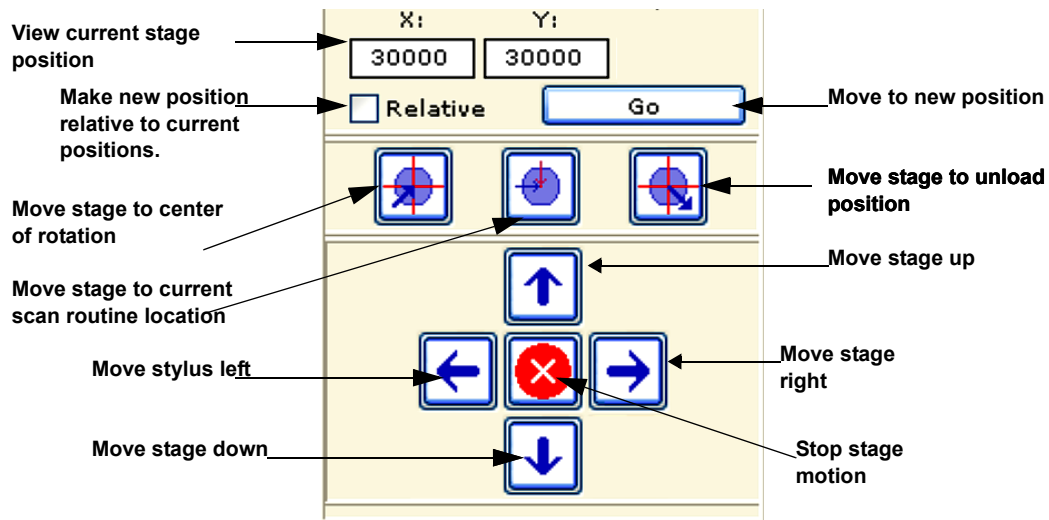 X: Y:
View current stage
position
30000 30000
Make new position
relative to current
positions.
Relative
Go
Move to new position
Move stage to center
of rotation
Move stage to unload
position
Move stage to current
scan routine location
Move stage up
Move stylus left
Move stage
right
Move stage down
Stop stage
motion